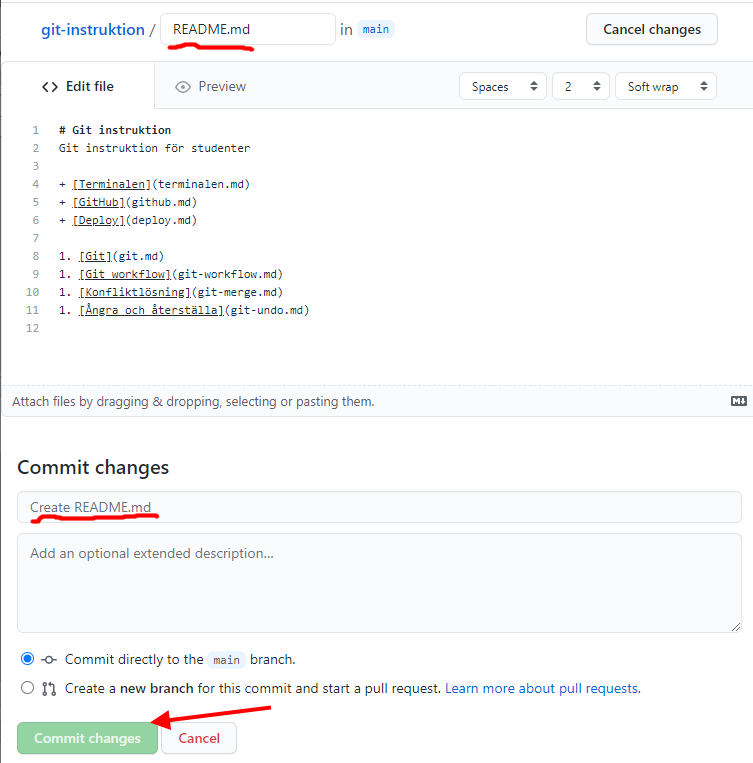 git-instruktion / README.md in main Cancel changes
Edit file Preview Spaces 2 Soft wrap
1 # Git instruktion
2 Git instruktion för studenter
3
4 + [Terminalen](terminalen.md)
5 + [GitHub](github.md)
6 + [Deploy](deploy.md)
7
8 1. [Git](git.md)
9 1. [Git workflow](git-workflow.md)
10 1. [Konfliktlösning](git-merge.md)
11 1. [Ångra och återställa](git-undo.md)
12
Attach files by dragging & dropping, selecting or pasting them.
Commit changes
Create README.md
Add an optional extended description...
Commit directly to the main branch.
Create a new branch for this commit and start a pull request. Learn more about pull requests.
Commit changes Cancel